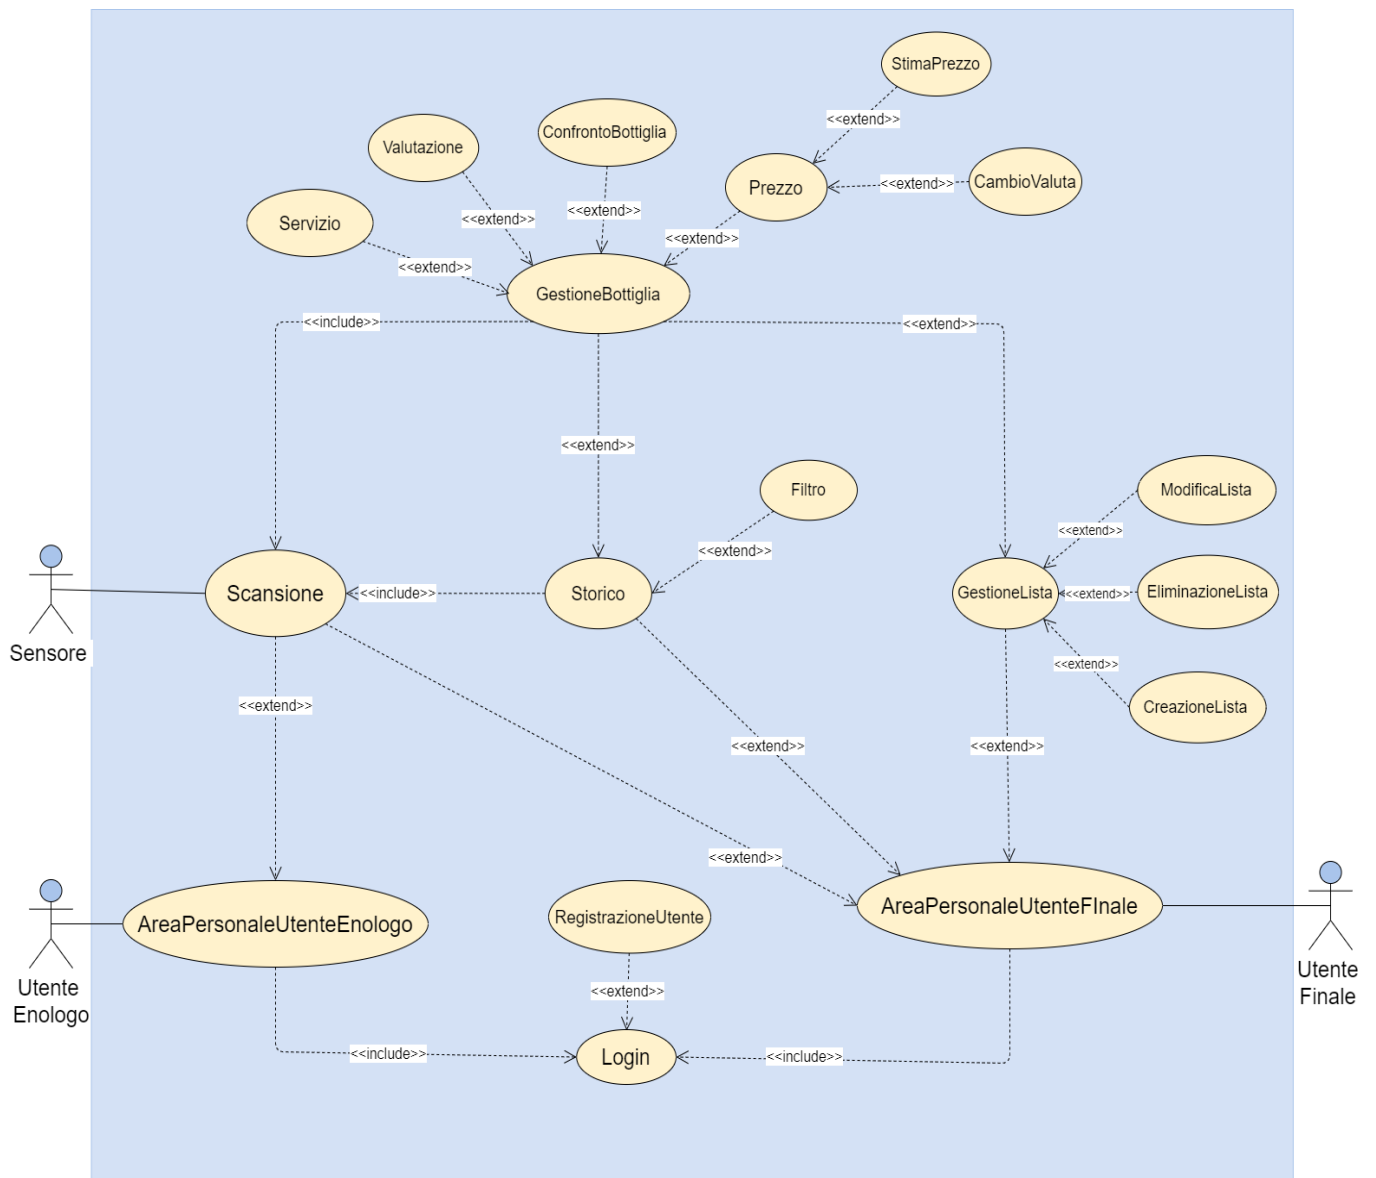 StimaPrezzo
<<extend>>
ConfrontoBottiglia
Valutazione
Prezzo
<<extend>>
CambioValuta
<<extend>>
<<extend>>
Servizio
<<extend>>
<<extend>>
GestioneBottiglia
<<include>>
<<extend>>
<<extend>>
Filtro
ModificaLista
<<extend>>
<<extend>>
Sensore
Scansione
<<include>>
Storico
GestioneLista
<<extend>>
EliminazioneLista
<<extend>>
CreazioneLista
<<extend>>
<<extend>>
<<extend>>
<<extend>>
AreaPersonaleUtenteEnologo
RegistrazioneUtente
AreaPersonaleUtenteFInale
Utente
Enologo
Utente
Finale
<<extend>>
<<include>>
Login
<<include>>